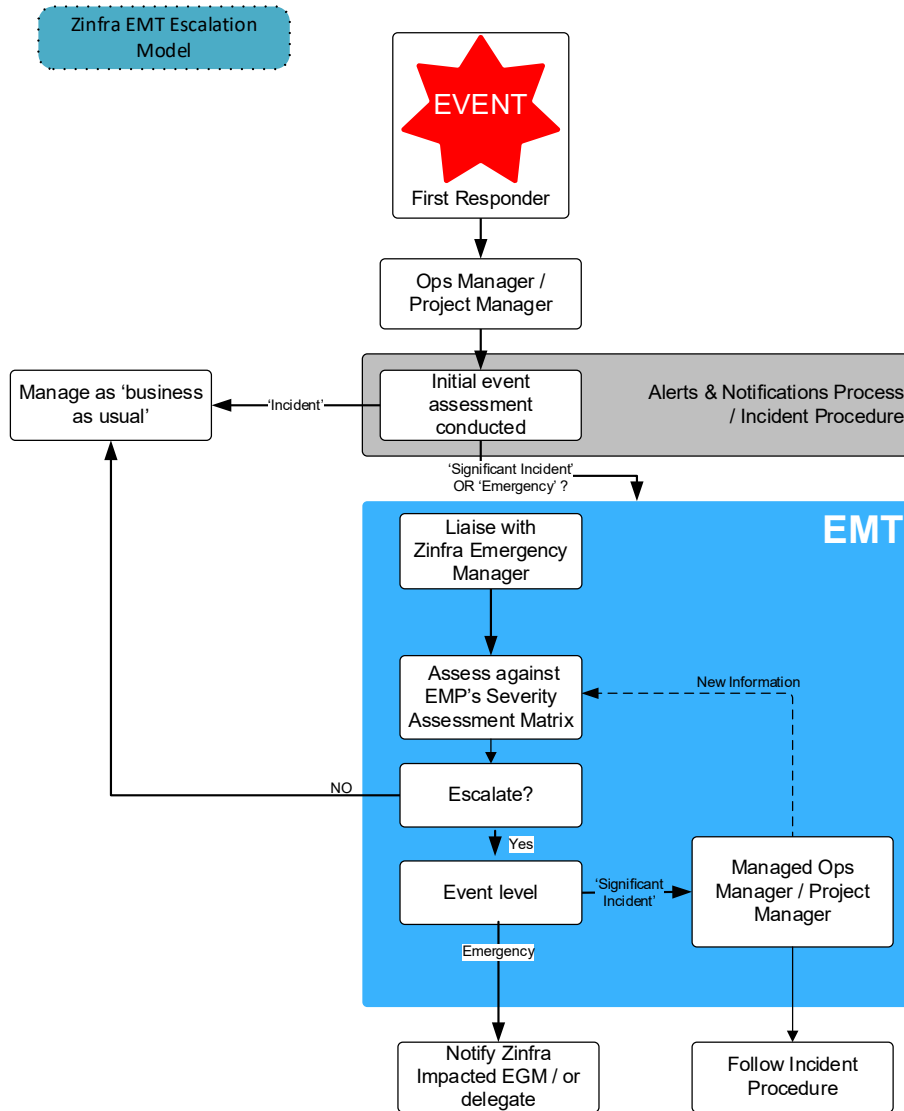 Zinfra EMT Escalation
Model
EVENT
First Responder
Ops Manager /
Project Manager
Manage as ‘business
as usual’
‘Incident’
Initial event
assessment
conducted
Alerts & Notifications Process
/ Incident Procedure
‘Significant Incident’
OR ‘Emergency’ ?
EMT
Liaise with
Zinfra Emergency
Manager
Assess against
EMP’s Severity
Assessment Matrix
New Information
NO
Escalate?
Yes
Event level
‘Significant
Incident’
Managed Ops
Manager / Project
Manager
Emergency
Notify Zinfra
Impacted EGM / or
delegate
Follow Incident
Procedure